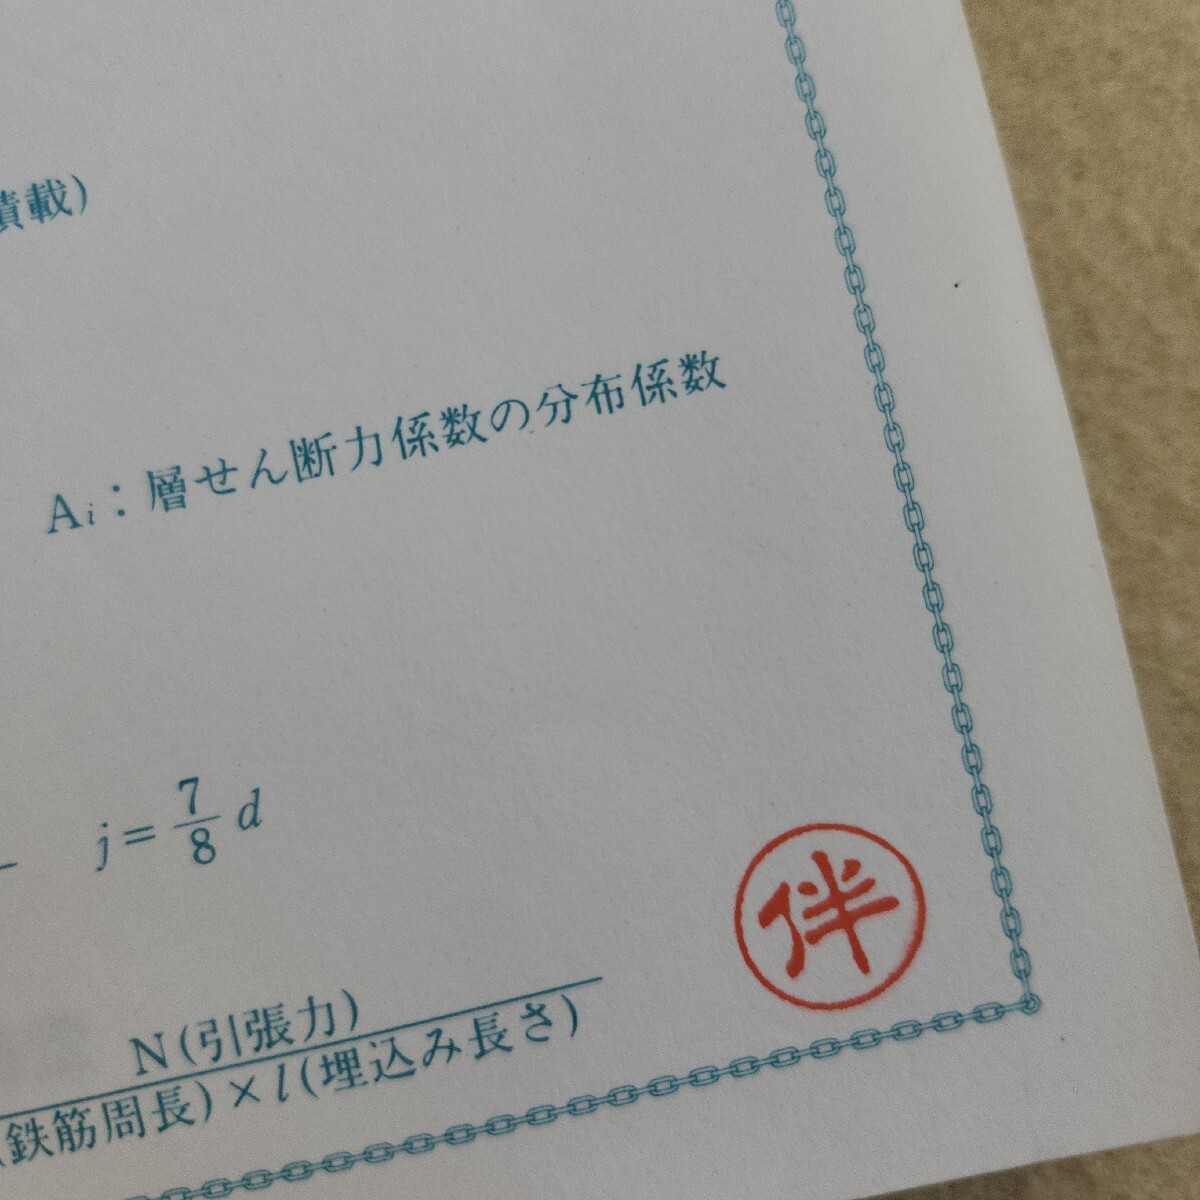 積載)
Ai：層せん断力係数の分布係数
j=7/8 d
伴
N(引張力)
(鉄筋周長)×l(埋込み長さ)